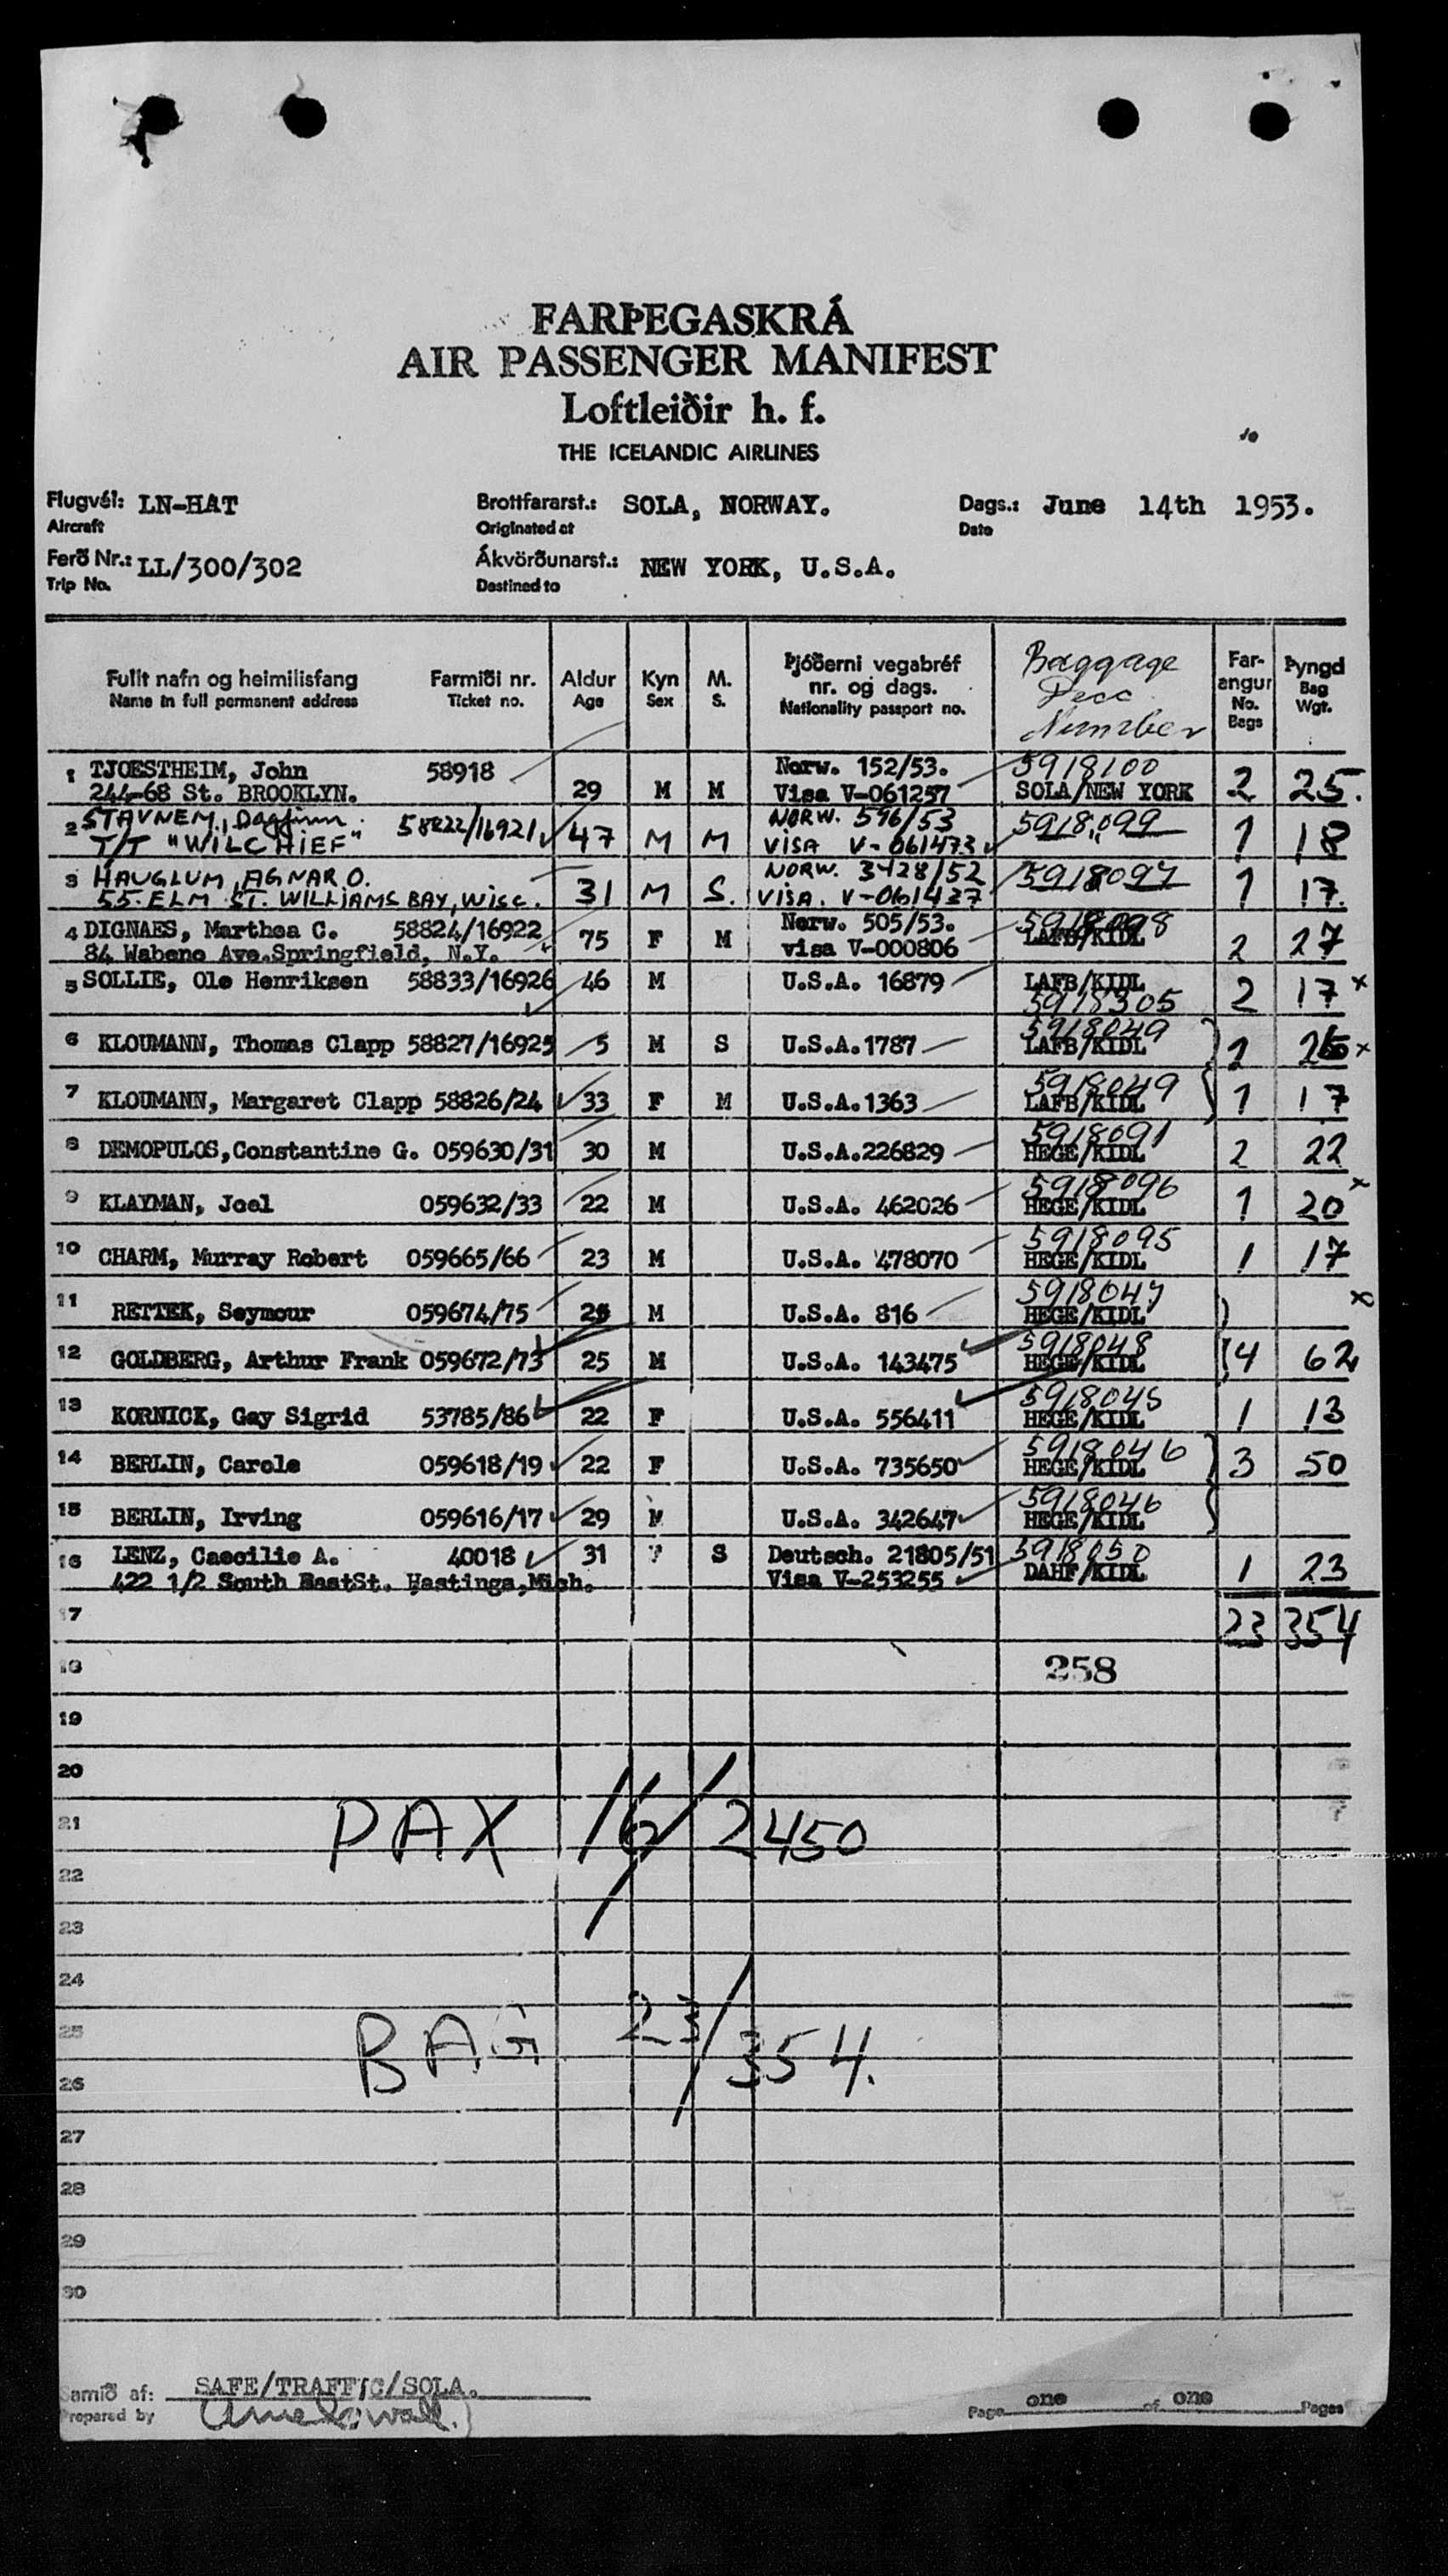 FARÞEGASKRÁ
AIR PASSENGER MANIFEST
Loftleiðir h. f.
THE ICELANDIC AIRLINES
Flugvél: LN-HAT Brottfararst.: SOLA, NORWAY. Dags.: June 14th 1953.
Aircraft Originated at Date
Ferð Nr.: LL/300/302 Ákvörðunarst.: NEW YORK, U.S.A.
Trip No. Destined to
Fullt nafn og heimilisfang Farmiði nr. Aldur Kyn M. Þjóðerni vegabréf nr. og dags. Baggage Number Far-angur Þyngd
Name in full permanent address Ticket no. Age Sex S. Nationality passport no. No. Bags Bag Wgt.
1 TJOESTHEIM, John 58918 Norw. 152/53. 5918100
244-68 St. BROOKLYN. 29 M M Visa V-061257 SOLA/NEW YORK 2 25.
2 STAVNEM, Dagfinn. 58822/16921 47 M M NORW. 596/53 5918099 1 18
T/T "WILCHIEF" VISA V-061473
3 HAUGLUM, AGNAR O. 31 M S. NORW. 3428/52 5918097 1 17.
55. ELM ST. WILLIAMS BAY, WISC. VISA. V-061437
4 DIGNAES, Marthea C. 58824/16922 75 F M Norw. 505/53. 5918098
84 Wabeno Ave.Springfield, N.Y. visa V-000806 LAFB/KIDL 2 27
5 SOLLIE, Ole Henriksen 58833/16926 46 M U.S.A. 16879 LAFB/KIDL 2 17 x
5918305
5918049
6 KLOUMANN, Thomas Clapp 58827/16925 5 M S U.S.A.1787 LAFB/KIDL x
5918049
7 KLOUMANN, Margaret Clapp 58826/24 33 F M U.S.A.1363 LAFB/KIDL 1 17
5918091
8 DEMOPULOS,Constantine G. 059630/31 30 M U.S.A.226829 HEGE/KIDL 2 22
5918096 x
9 KLAYMAN, Joel 059632/33 22 M U.S.A. 462026 HEGE/KIDL 1 20
5918095
10 CHARM, Murray Robert 059665/66 23 M U.S.A. 478070 HEGE/KIDL 1 17
5918047
11 RETTEK, Seymour 059674/75 M U.S.A. 816 HEGE/KIDL
5918048
12 GOLDBERG, Arthur Frank 059672/73 25 M U.S.A. 143475 HEGE/KIDL 4 62
5918045
13 KORNICK, Gay Sigrid 53785/86 22 F U.S.A. 556411 HEGE/KIDL 1 13
5918046
14 BERLIN, Carole 059618/19 22 F U.S.A. 735650 HEGE/KIDL 3 50
5918046
15 BERLIN, Irving 059616/17 29 M U.S.A. 342647 HEGE/KIDL
16 LENZ, Caecilie A. 40018 31 F S Deutsch. 21805/51 5918050
422 1/2 South EastSt. Hastings,Mich. Visa V-253255 DAHF/KIDL 1 23
17 23 354
18 258
19
20
21 PAX 16/2450
22
23
24
25 BAG 23/354.
26
27
28
29
30
Samið af: SAFE/TRAFFIC/SOLA.
Prepared by
Page one of one Pages